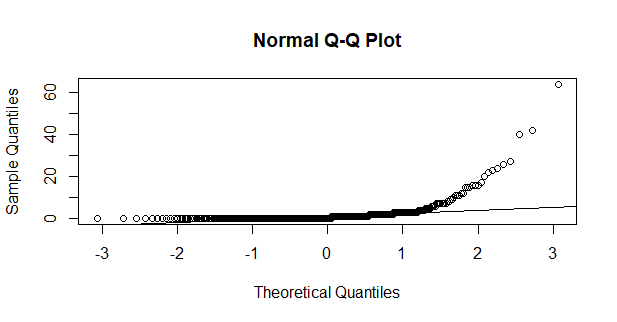 Normal Q-Q Plot
Sample Quantiles
60
40
20
0
-3 -2 -1 0 1 2 3
Theoretical Quantiles